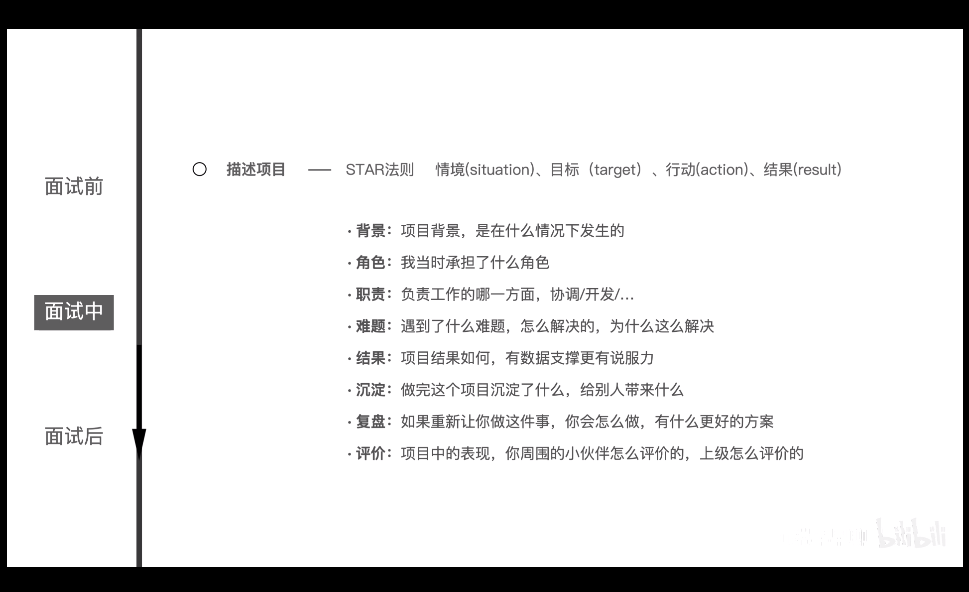 描述项目 —— STAR法则 情境(situation)、目标（target）、行动(action)、结果(result)
面试前
· 背景：项目背景，是在什么情况下发生的
· 角色：我当时承担了什么角色
· 职责：负责工作的哪一方面，协调/开发/...
面试中
· 难题：遇到了什么难题，怎么解决的，为什么这么解决
· 结果：项目结果如何，有数据支撑更有说服力
· 沉淀：做完这个项目沉淀了什么，给别人带来什么
· 复盘：如果重新让你做这件事，你会怎么做，有什么更好的方案
面试后
· 评价：项目中的表现，你周围的小伙伴怎么评价的，上级怎么评价的
bilibili